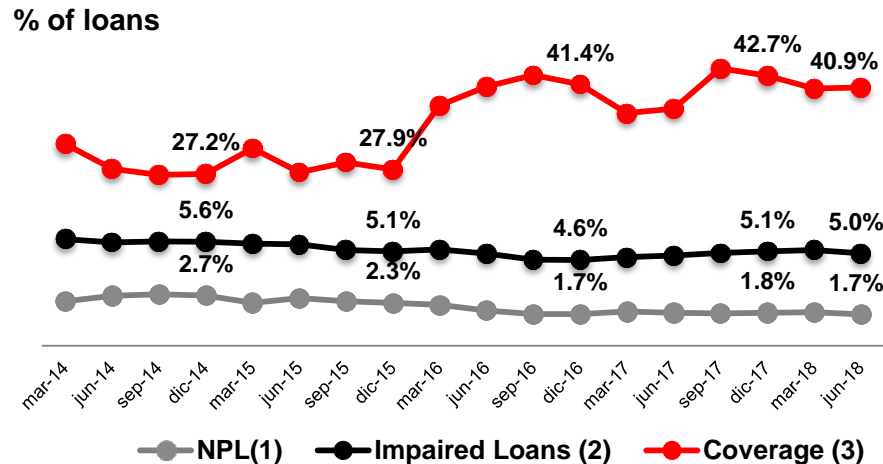 % of loans
41.4%
42.7%
40.9%
27.2%
27.9%
5.6%
5.1%
4.6%
5.1%
5.0%
2.7%
2.3%
1.7%
1.8%
1.7%
mar-14
jun-14
sep-14
dic-14
mar-15
jun-15
sep-15
dic-15
mar-16
jun-16
sep-16
dic-16
mar-17
jun-17
sep-17
dic-17
mar-18
jun-18
NPL(1) Impaired Loans (2) Coverage (3)